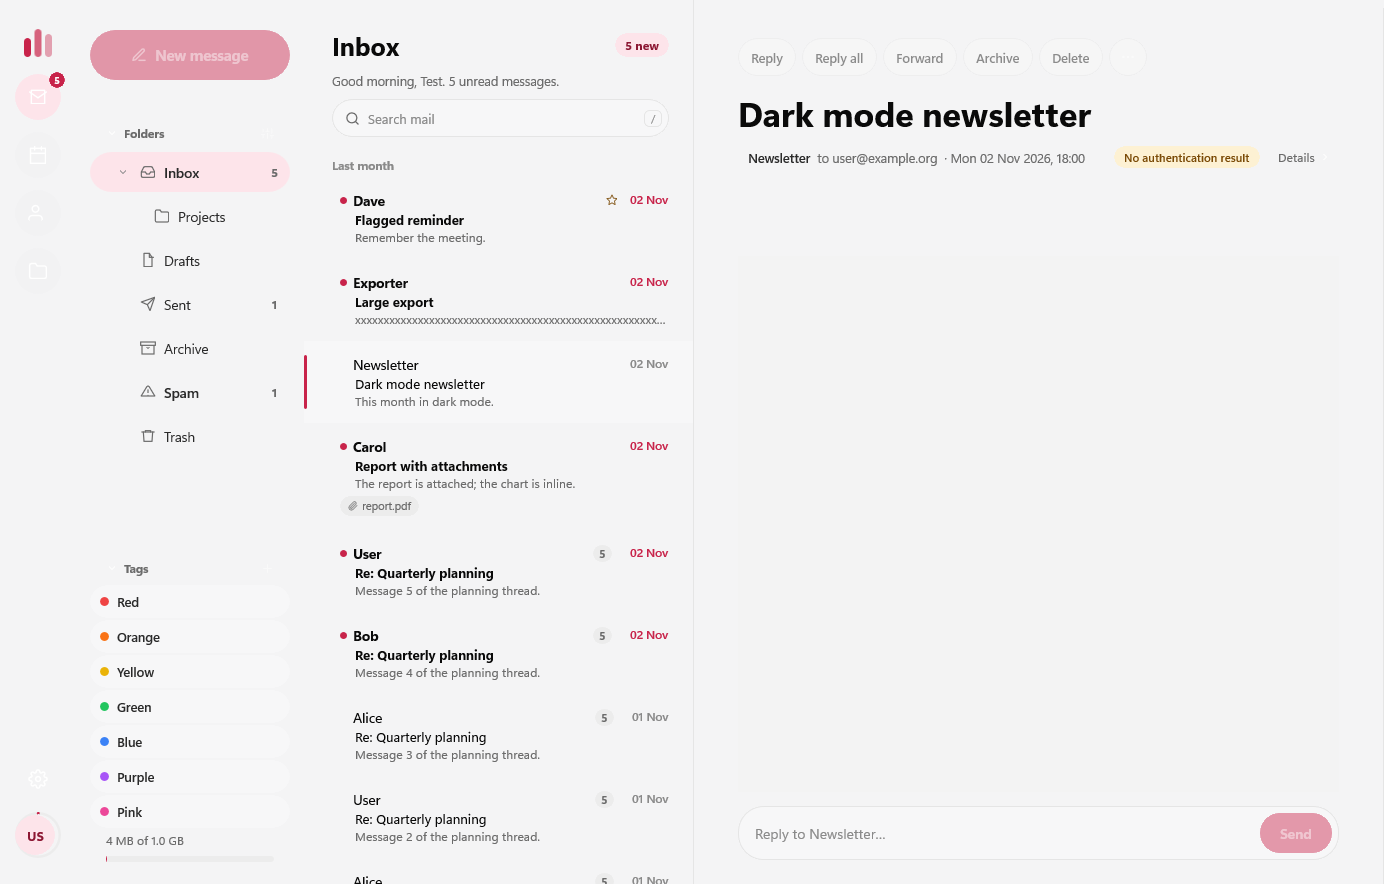 5
US
New message
Folders
Inbox 5
Projects
Drafts
Sent 1
Archive
Spam 1
Trash
Tags
Red
Orange
Yellow
Green
Blue
Purple
Pink
4 MB of 1.0 GB
Inbox 5 new
Good morning, Test. 5 unread messages.
Search mail /
Last month
Dave 02 Nov
Flagged reminder
Remember the meeting.
Exporter 02 Nov
Large export
Newsletter 02 Nov
Dark mode newsletter
This month in dark mode.
Carol 02 Nov
Report with attachments
The report is attached; the chart is inline.
report.pdf
User 5 02 Nov
Re: Quarterly planning
Message 5 of the planning thread.
Bob 5 02 Nov
Re: Quarterly planning
Message 4 of the planning thread.
Alice 5 01 Nov
Re: Quarterly planning
Message 3 of the planning thread.
User 5 01 Nov
Re: Quarterly planning
Message 2 of the planning thread.
Alice 5 01 Nov
Reply Reply all Forward Archive Delete
Dark mode newsletter
Newsletter to user@example.org · Mon 02 Nov 2026, 18:00 No authentication result Details
Reply to Newsletter... Send